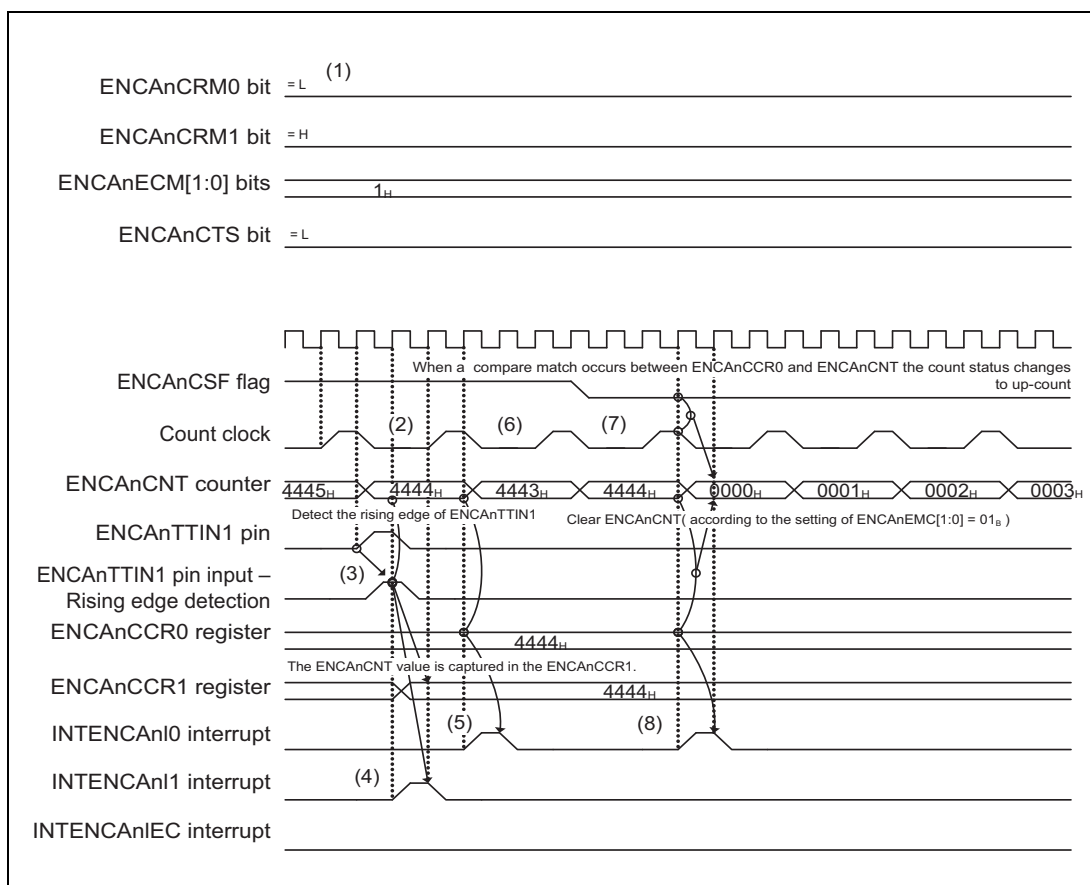 (1)
ENCAnCRM0 bit = L
ENCAnCRM1 bit = H
ENCAnECM[1:0] bits 1H
ENCAnCTS bit = L
When a compare match occurs between ENCAnCCR0 and ENCAnCNT the count status changes
to up-count
ENCAnCSF flag
Count clock (2) (6) (7)
ENCAnCNT counter 4445H 4444H 4443H 4444H 0000H 0001H 0002H 0003H
Detect the rising edge of ENCAnTTIN1 Clear ENCAnCNT( according to the setting of ENCAnEMC[1:0] = 01B )
ENCAnTTIN1 pin
ENCAnTTIN1 pin input – (3)
Rising edge detection
ENCAnCCR0 register 4444H
The ENCAnCNT value is captured in the ENCAnCCR1.
ENCAnCCR1 register 4444H
INTENCAnI0 interrupt (5) (8)
INTENCAnI1 interrupt (4)
INTENCAnIEC interrupt